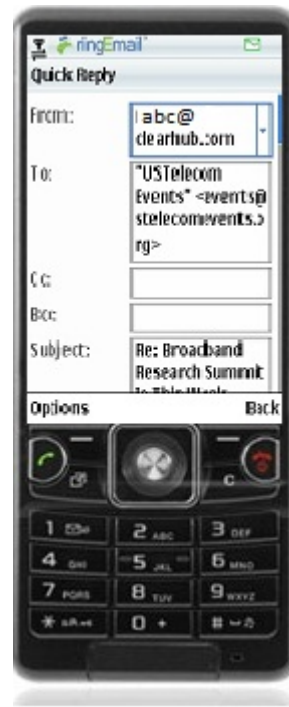 ringEmail
Quick Reply
From:
abc@
clearhub.com
To:
"USTelecom
Events" <events@
stelecomevents.o
rg>
Cc:
Bcc:
Subject:
Re: Broadband
Research Summit
Is This Week
Options
Back
C
1
2 ABC
3 DEF
4 GHI
5 JKL
6 MNO
7 PQRS
8 TUV
9 WXYZ
* a/A
0 +
#